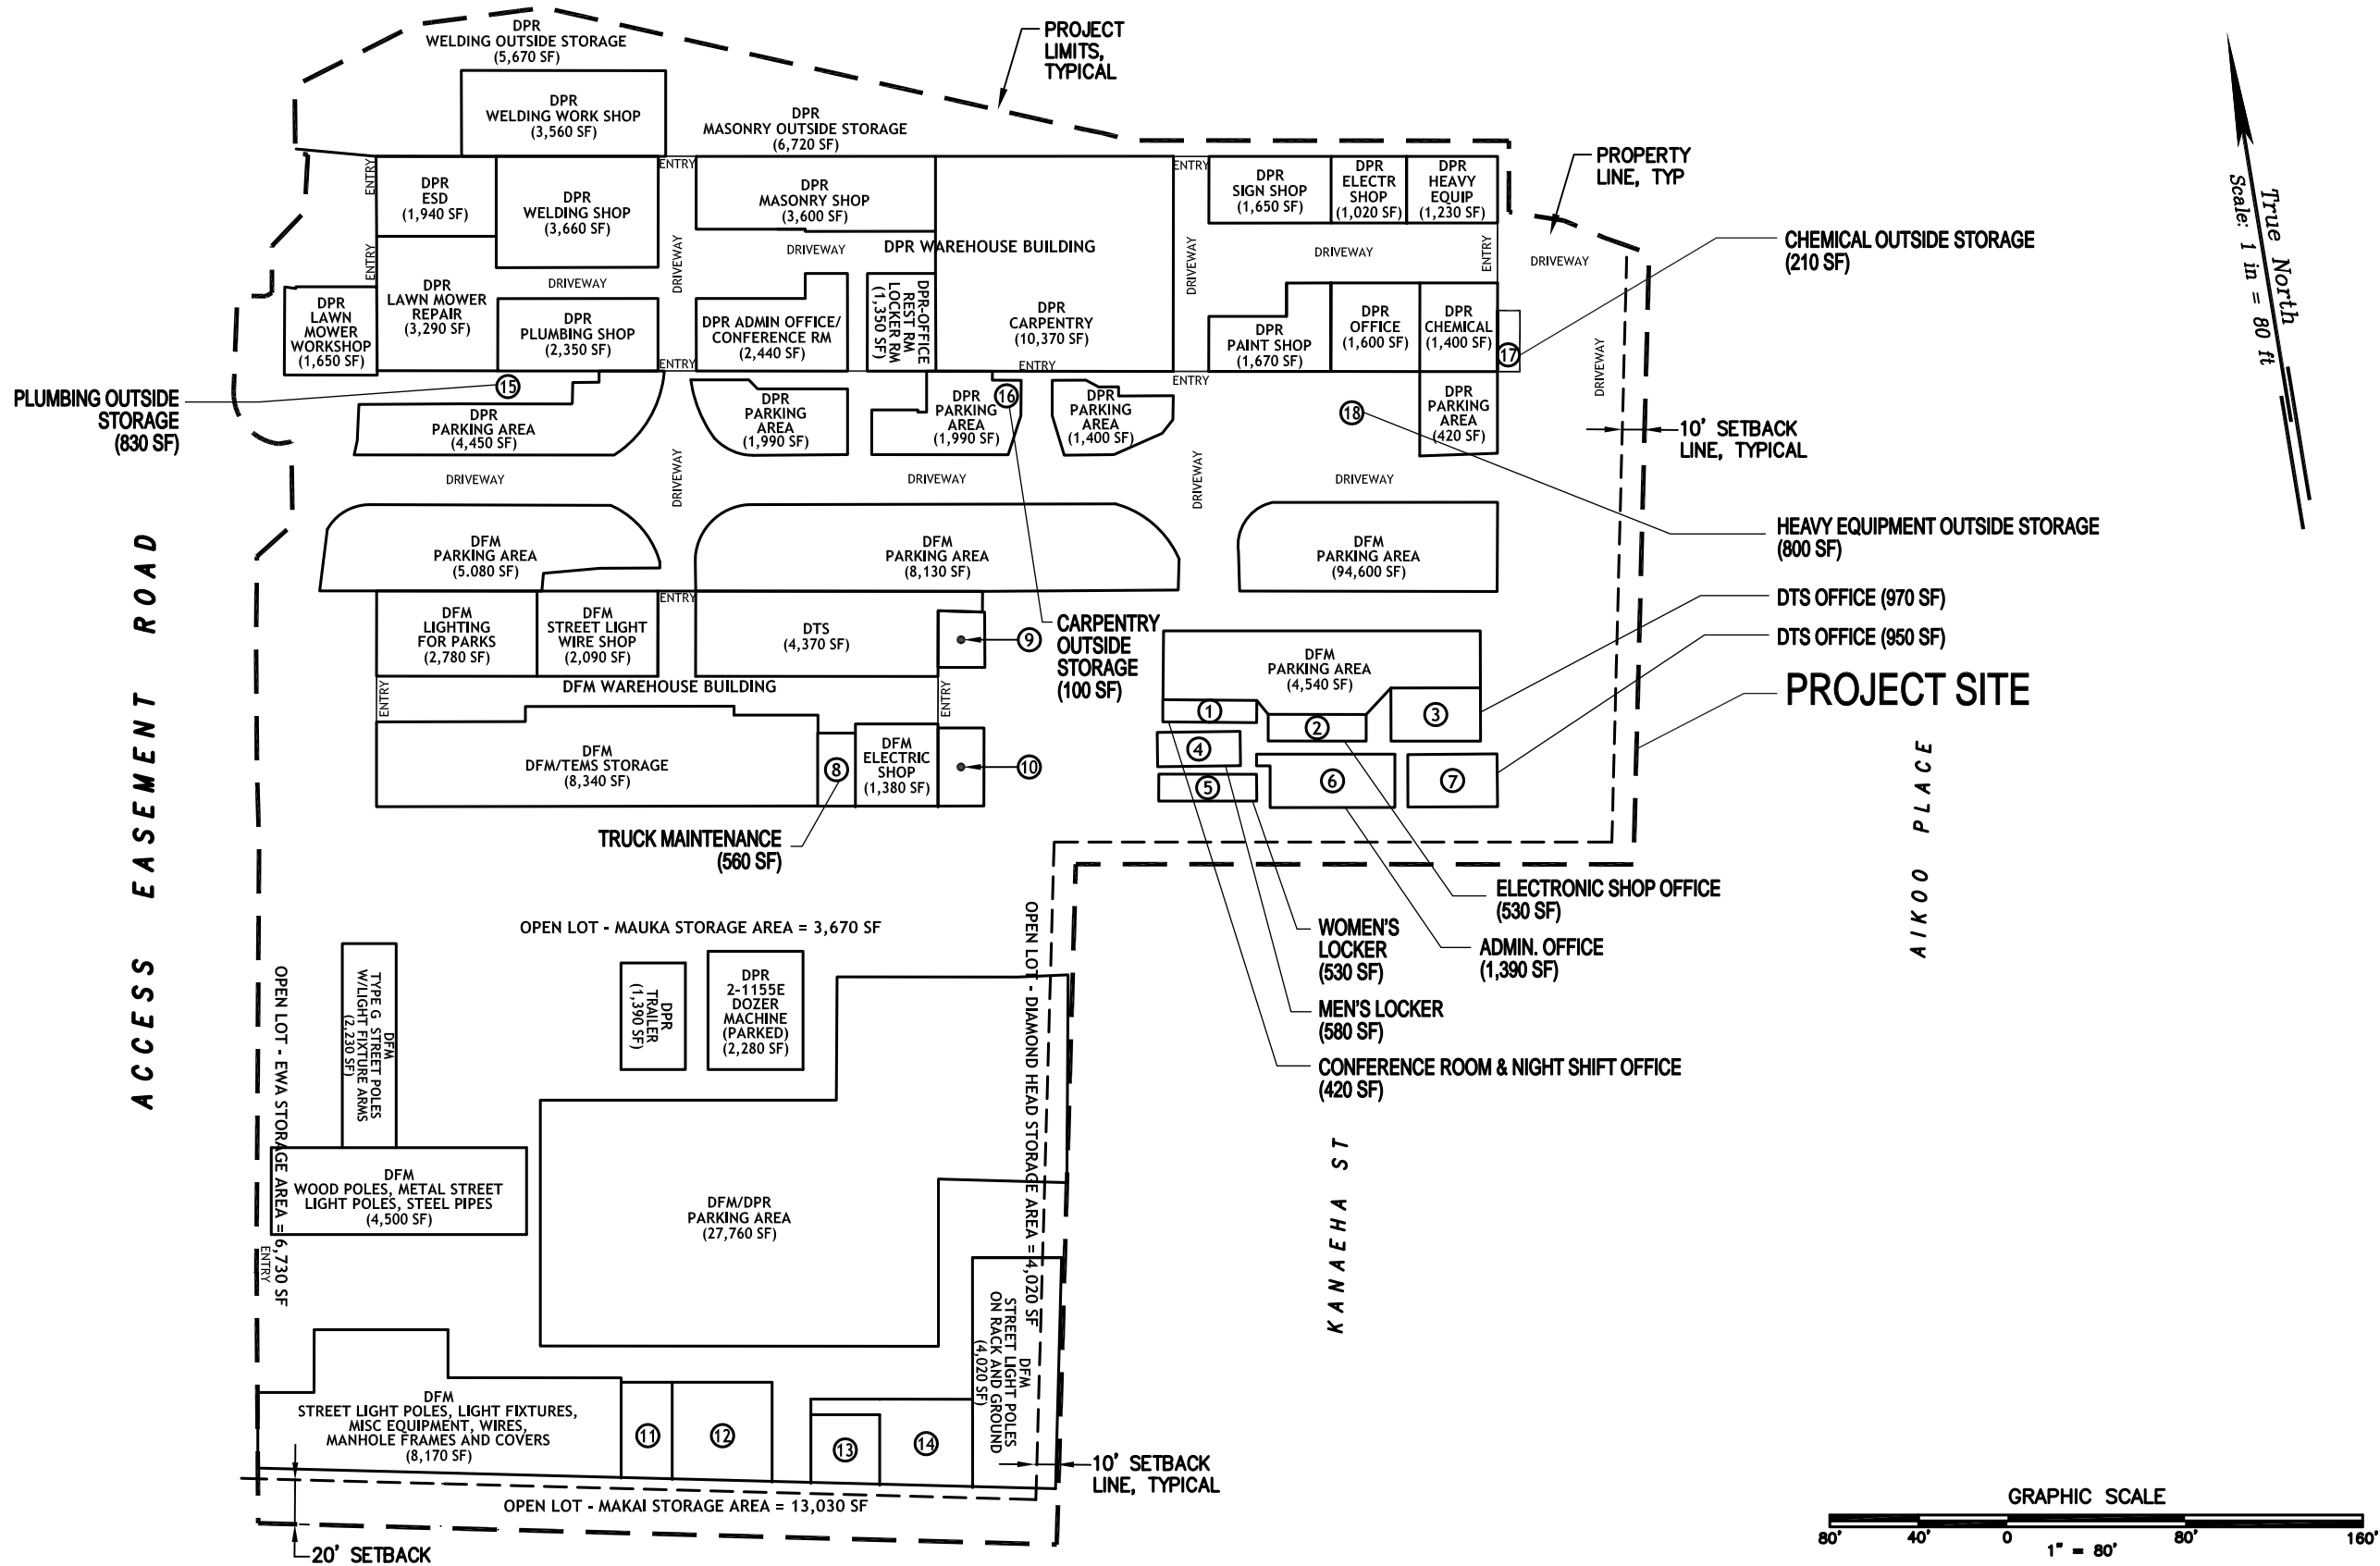 DPR
WELDING OUTSIDE STORAGE
(5,670 SF)
PROJECT
LIMITS,
TYPICAL
DPR
WELDING WORK SHOP
(3,560 SF)
DPR
MASONRY OUTSIDE STORAGE
(6,720 SF)
PROPERTY
LINE, TYP
True North
Scale: 1 in = 80 ft
ENTRY
DPR
ESD
(1,940 SF)
DPR
WELDING SHOP
(3,660 SF)
ENTRY
DPR
MASONRY SHOP
(3,600 SF)
ENTRY
DPR
SIGN SHOP
(1,650 SF)
DPR
ELECTR
SHOP
(1,020 SF)
DPR
HEAVY
EQUIP
(1,230 SF)
ENTRY
DRIVEWAY
DRIVEWAY
DPR WAREHOUSE BUILDING
DRIVEWAY
DRIVEWAY
ENTRY
DRIVEWAY
CHEMICAL OUTSIDE STORAGE
(210 SF)
DPR
LAWN
MOWER
WORKSHOP
(1,650 SF)
DPR
LAWN MOWER
REPAIR
(3,290 SF)
DRIVEWAY
DPR
PLUMBING SHOP
(2,350 SF)
DPR ADMIN OFFICE/
CONFERENCE RM
(2,440 SF)
DPR-OFFICE
REST RM
LOCKER RM
(1,350 SF)
DPR
CARPENTRY
(10,370 SF)
DPR
PAINT SHOP
(1,670 SF)
DPR
OFFICE
(1,600 SF)
DPR
CHEMICAL
(1,400 SF)
17
DRIVEWAY
ENTRY
ENTRY
ENTRY
PLUMBING OUTSIDE
STORAGE
(830 SF)
15
DPR
PARKING AREA
(4,450 SF)
DPR
PARKING
AREA
(1,990 SF)
DPR
PARKING
AREA
(1,990 SF)
16
DPR
PARKING
AREA
(1,400 SF)
18
DPR
PARKING
AREA
(420 SF)
10' SETBACK
LINE, TYPICAL
DRIVEWAY
DRIVEWAY
DRIVEWAY
DRIVEWAY
DRIVEWAY
HEAVY EQUIPMENT OUTSIDE STORAGE
(800 SF)
DFM
PARKING AREA
(5.080 SF)
DFM
PARKING AREA
(8,130 SF)
DFM
PARKING AREA
(94,600 SF)
ACCESS EASEMENT ROAD
DFM
LIGHTING
FOR PARKS
(2,780 SF)
DFM
STREET LIGHT
WIRE SHOP
(2,090 SF)
ENTRY
DTS
(4,370 SF)
9
CARPENTRY
OUTSIDE
STORAGE
(100 SF)
DFM
PARKING AREA
(4,540 SF)
DTS OFFICE (970 SF)
DTS OFFICE (950 SF)
PROJECT SITE
ENTRY
DFM WAREHOUSE BUILDING
ENTRY
1
2
3
4
5
6
7
DFM
DFM/TEMS STORAGE
(8,340 SF)
8
DFM
ELECTRIC
SHOP
(1,380 SF)
10
AIKOO PLACE
TRUCK MAINTENANCE
(560 SF)
ELECTRONIC SHOP OFFICE
(530 SF)
WOMEN'S
LOCKER
(530 SF)
ADMIN. OFFICE
(1,390 SF)
MEN'S LOCKER
(580 SF)
CONFERENCE ROOM & NIGHT SHIFT OFFICE
(420 SF)
OPEN LOT - MAUKA STORAGE AREA = 3,670 SF
OPEN LOT - EWA STORAGE AREA = 6,730 SF
ENTRY
DFM
TYPE G STREET POLES
W/LIGHT FIXTURE ARMS
(2,230 SF)
DPR
TRAILER
(1,390 SF)
DPR
2-1155E
DOZER
MACHINE
(PARKED)
(2,280 SF)
OPEN LOT - DIAMOND HEAD STORAGE AREA = 4,020 SF
DFM
WOOD POLES, METAL STREET
LIGHT POLES, STEEL PIPES
(4,500 SF)
DFM/DPR
PARKING AREA
(27,760 SF)
KANAEHA ST
DFM
STREET LIGHT POLES
ON RACK AND GROUND
(4,020 SF)
DFM
STREET LIGHT POLES, LIGHT FIXTURES,
MISC EQUIPMENT, WIRES,
MANHOLE FRAMES AND COVERS
(8,170 SF)
11
12
13
14
10' SETBACK
LINE, TYPICAL
OPEN LOT - MAKAI STORAGE AREA = 13,030 SF
20' SETBACK
GRAPHIC SCALE
80' 40' 0 80' 160'
1" = 80'